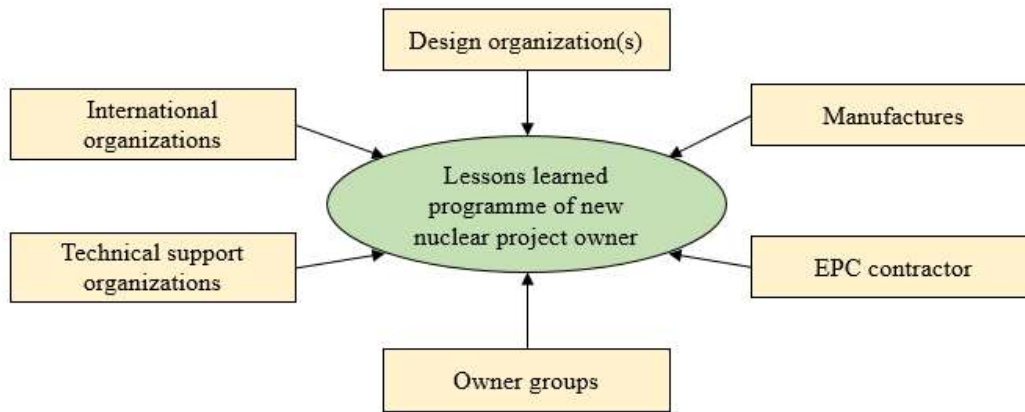 Design organization(s)
International
organizations
Manufactures
Lessons learned
programme of new
nuclear project owner
Technical support
organizations
EPC contractor
Owner groups